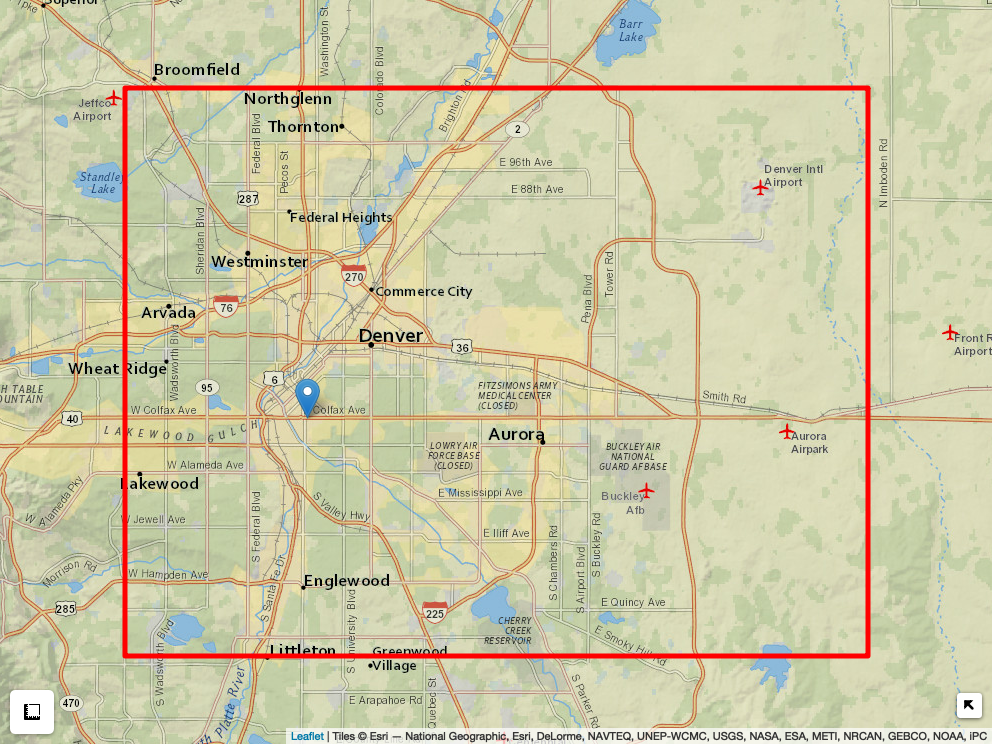 Superior
Tpke
Barr
Lake
Broomfield
Washington St
Colorado Blvd
Brighton Rd
Jeffco
Airport
Northglenn
Thornton
2
Federal Blvd
Pecos St
N Imboden Rd
E 96th Ave
Standley
Lake
287
E 88th Ave
Denver Intl
Airport
Federal Heights
Sheridan Blvd
Westminster
270
Tower Rd
Pena Blvd
Commerce City
76
Arvada
Denver
36
Front R
Airport
Wadsworth Blvd
Wheat Ridge
6
95
H TABLE
OUNTAIN
FITZSIMONS ARMY
MEDICAL CENTER
(CLOSED)
Smith Rd
40
W Colfax Ave
Colfax Ave
LAKEWOOD GULCH
Aurora
Aurora
Airpark
LOWRY AIR
FORCE BASE
(CLOSED)
BUCKLEY AIR
NATIONAL
GUARD AF BASE
W Alameda Ave
Lakewood
W Alameda Pky
E Mississippi Ave
Buckley
Afb
S Valley Hwy
W Jewell Ave
S Federal Blvd
E Iliff Ave
S Chambers Rd
S Airport Blvd
S Buckley Rd
Morrison Rd
W Hampden Ave
S Santa Fe Dr
Englewood
S University Blvd
285
225
E Quincy Ave
CHERRY
CREEK
RESERVOIR
S Wadsworth Blvd
E Smoky Hill Rd
Littleton
Greenwood
Village
470
th Platte River
E Arapahoe Rd
Quebec St
S Parker Rd
Leaflet | Tiles © Esri — National Geographic, Esri, DeLorme, NAVTEQ, UNEP-WCMC, USGS, NASA, ESA, METI, NRCAN, GEBCO, NOAA, iPC